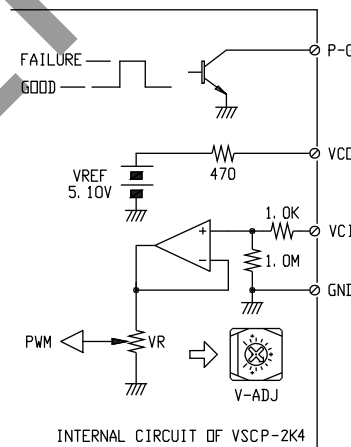 FAILURE
GOOD
P-
VREF
5.10V
470
VC
1.0K
VCI
1.0M
+
-
GND
PWM
VR
V-ADJ
INTERNAL CIRCUIT OF VSCP-2K4